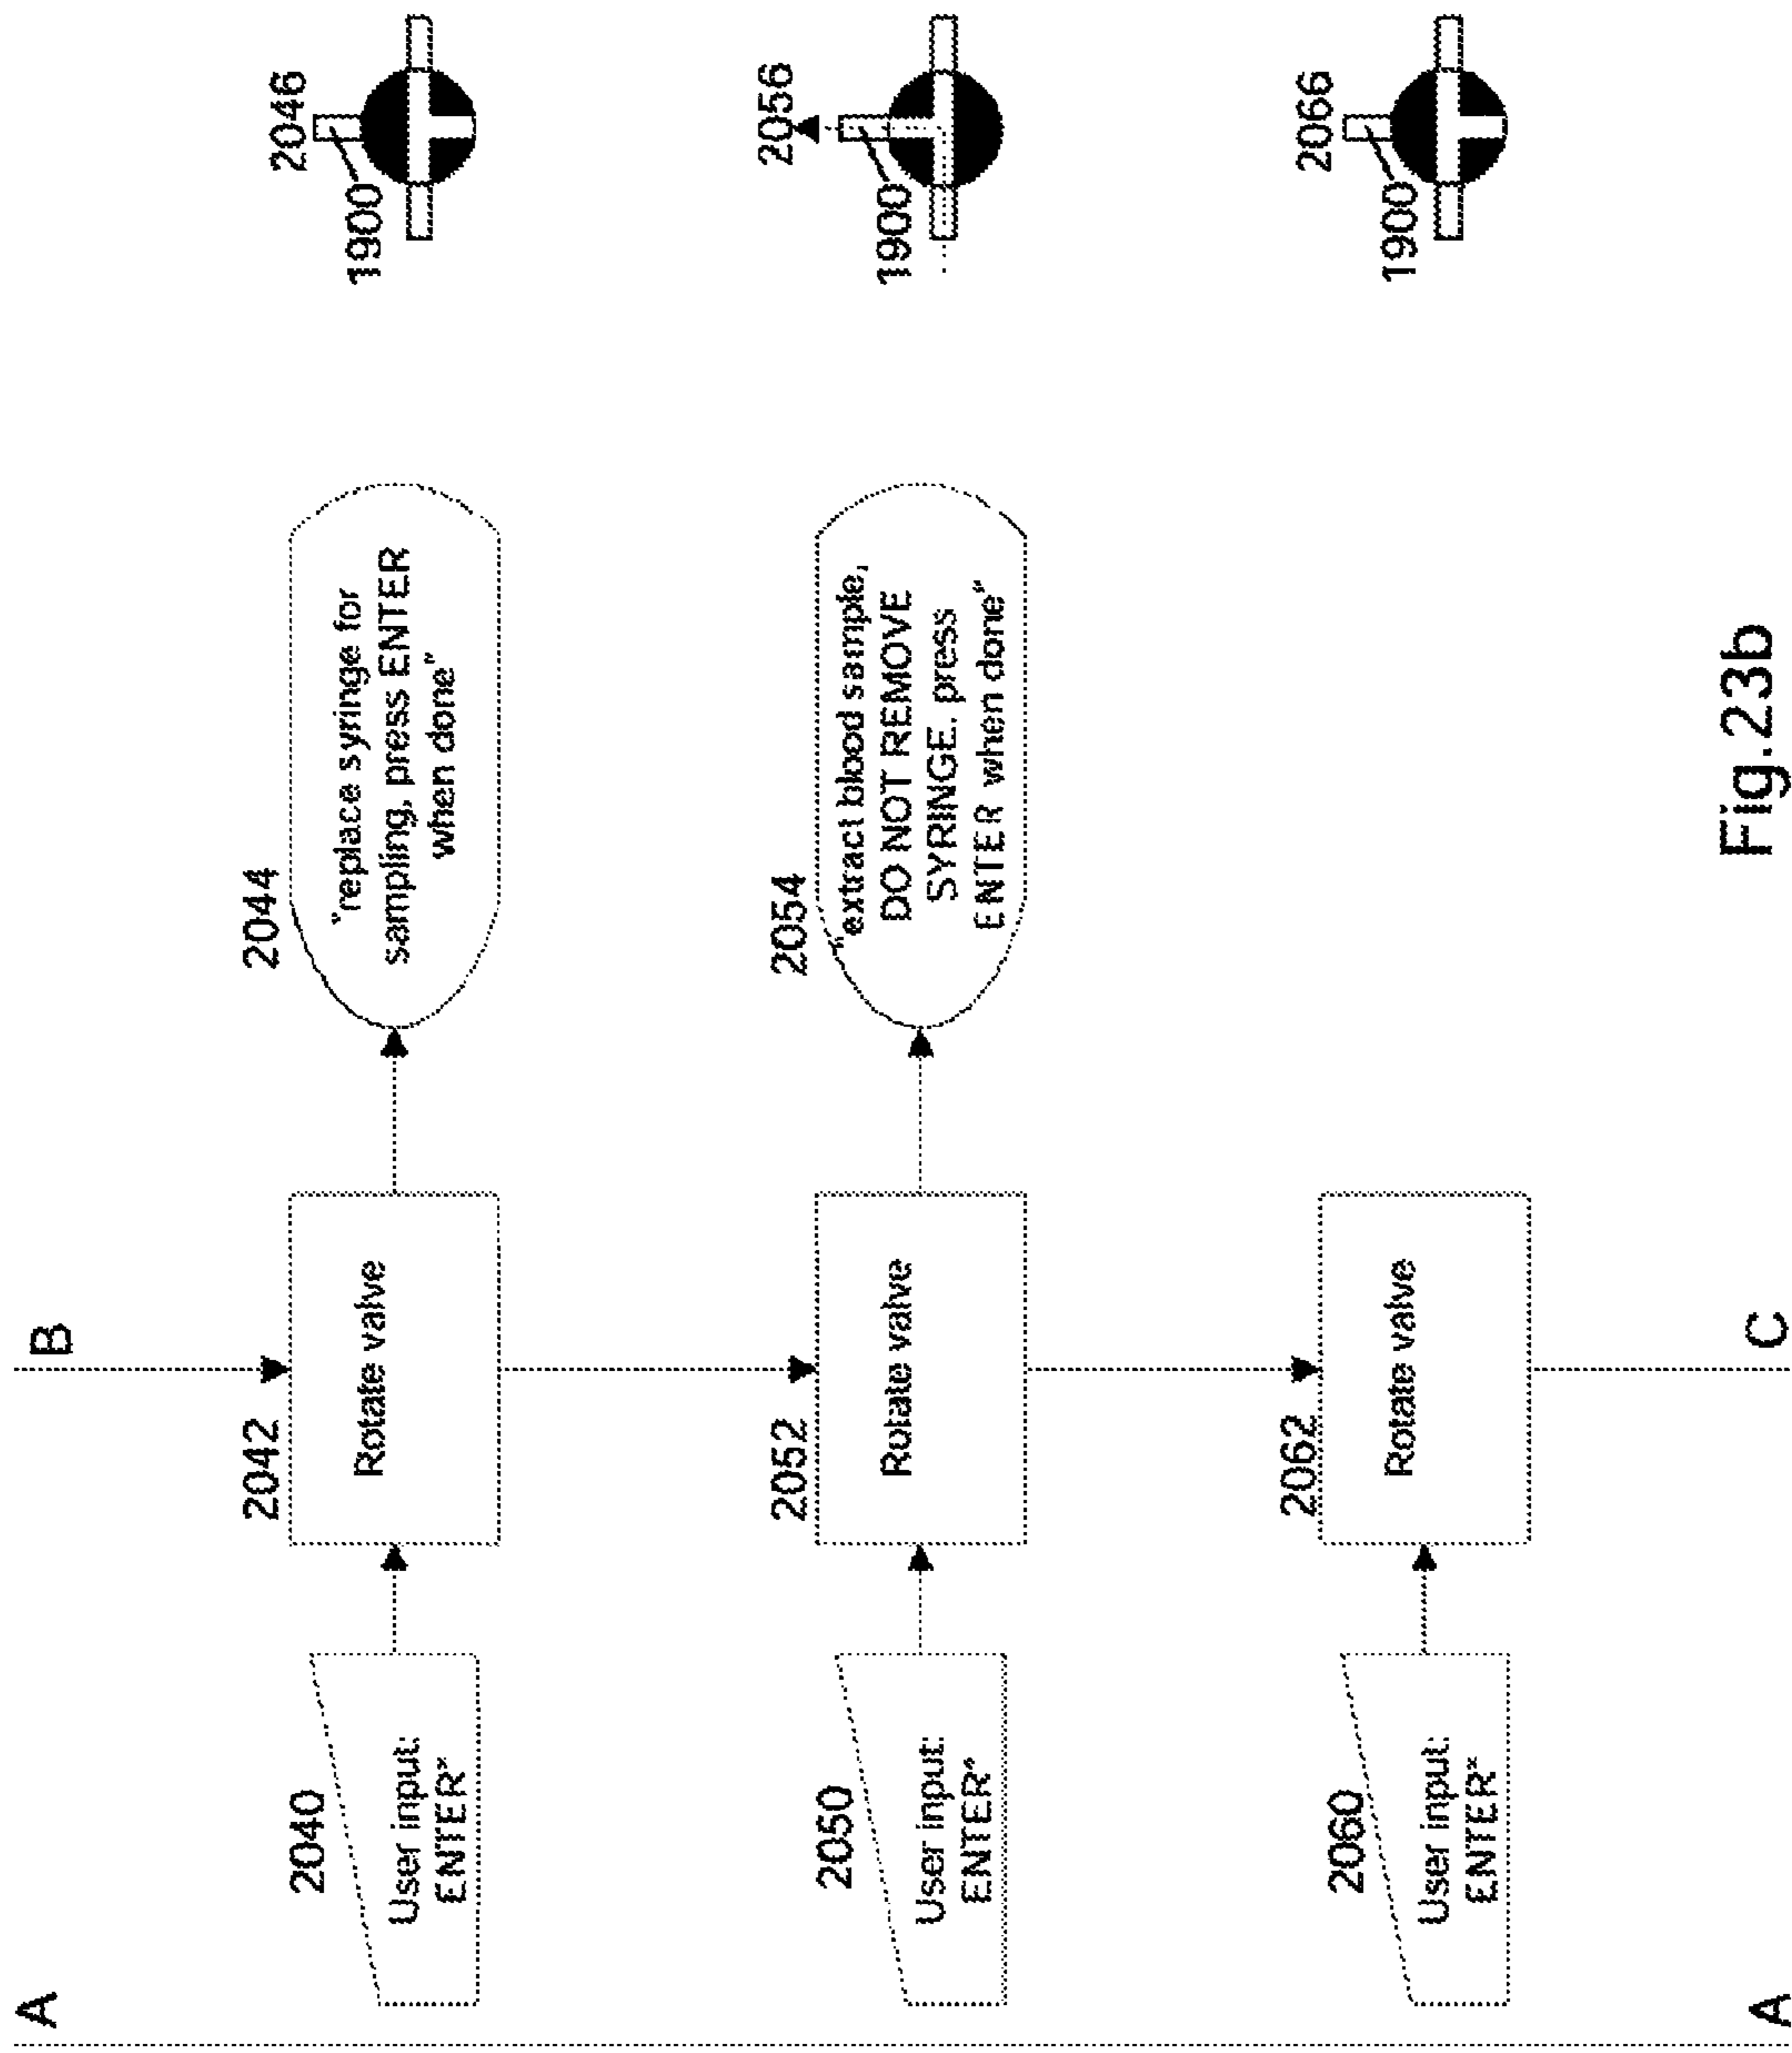 A
B
2040
User input:
ENTER"
2042
Rotate valve
2044
"replace syringe for
sampling, press ENTER
when done"
2046
1900
2050
User input:
ENTER"
2052
Rotate valve
2054
"extract blood sample,
DO NOT REMOVE
SYRINGE. press
ENTER when done"
2056
1900
2060
User input:
ENTER"
2062
Rotate valve
2066
1900
A
C
Fig.23b